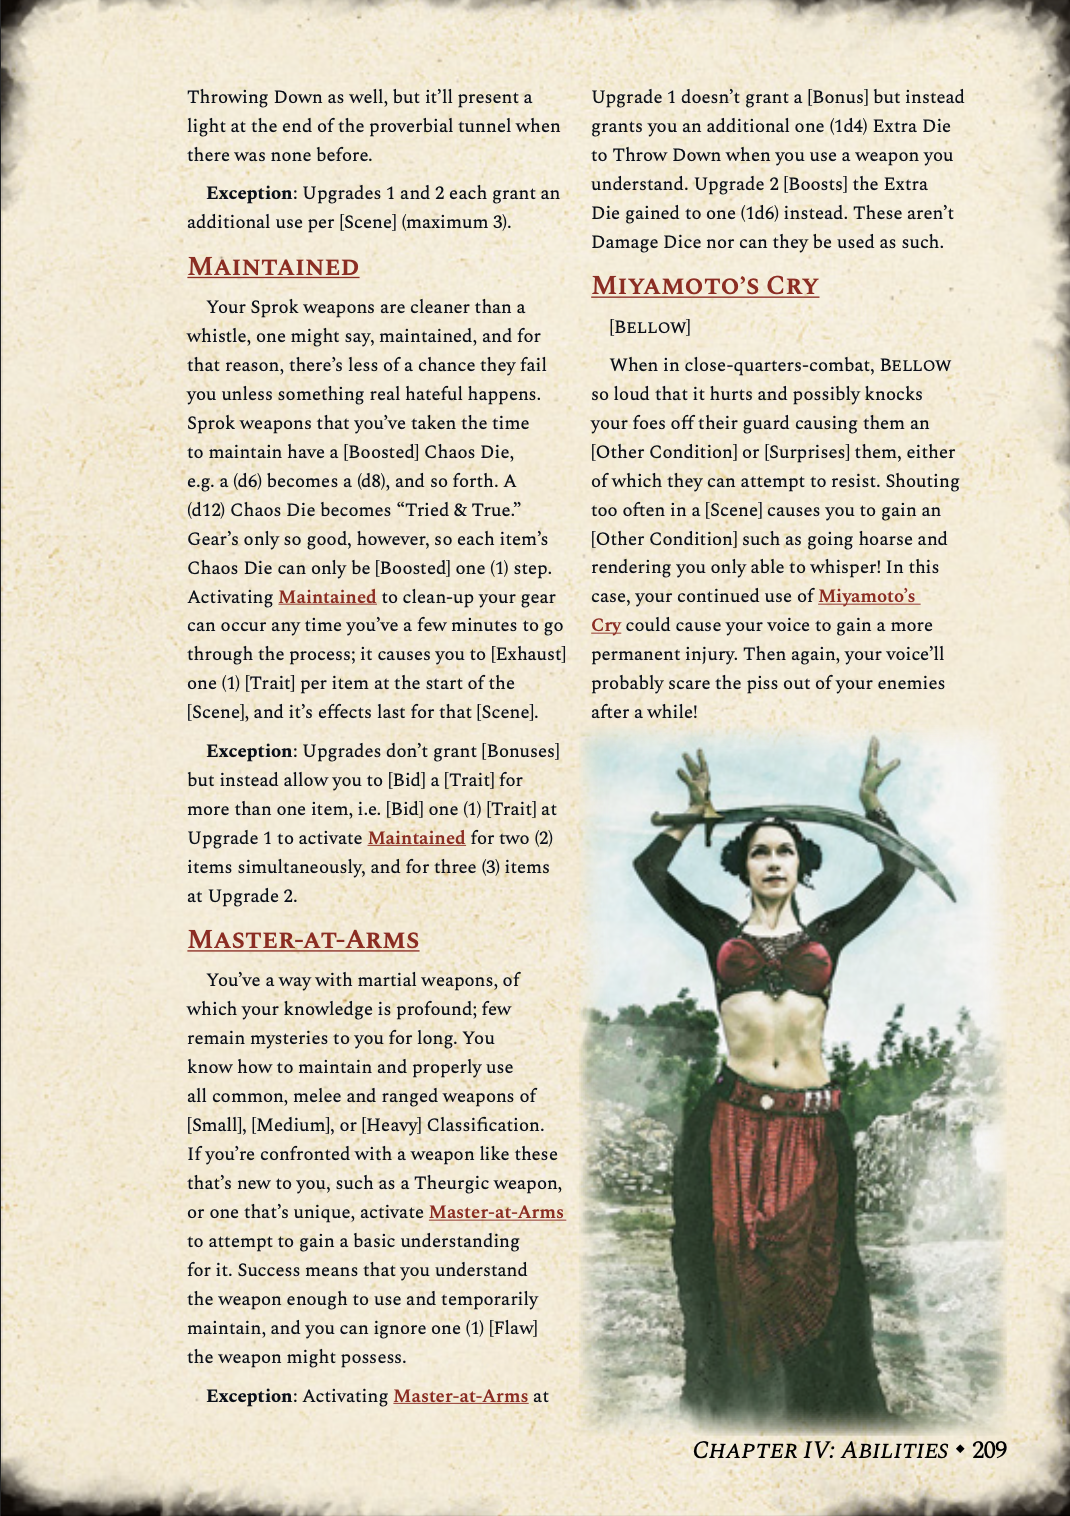 Throwing Down as well, but it’ll present a
light at the end of the proverbial tunnel when
there was none before.
Exception: Upgrades 1 and 2 each grant an
additional use per [Scene] (maximum 3).
Maintained
Your Sprok weapons are cleaner than a
whistle, one might say, maintained, and for
that reason, there’s less of a chance they fail
you unless something real hateful happens.
Sprok weapons that you’ve taken the time
to maintain have a [Boosted] Chaos Die,
e.g. a (d6) becomes a (d8), and so forth. A
(d12) Chaos Die becomes “Tried & True.”
Gear’s only so good, however, so each item’s
Chaos Die can only be [Boosted] one (1) step.
Activating Maintained to clean-up your gear
can occur any time you’ve a few minutes to go
through the process; it causes you to [Exhaust]
one (1) [Trait] per item at the start of the
[Scene], and it’s effects last for that [Scene].
Exception: Upgrades don’t grant [Bonuses]
but instead allow you to [Bid] a [Trait] for
more than one item, i.e. [Bid] one (1) [Trait] at
Upgrade 1 to activate Maintained for two (2)
items simultaneously, and for three (3) items
at Upgrade 2.
Master-at-Arms
You’ve a way with martial weapons, of
which your knowledge is profound; few
remain mysteries to you for long. You
know how to maintain and properly use
all common, melee and ranged weapons of
[Small], [Medium], or [Heavy] Classification.
If you’re confronted with a weapon like these
that’s new to you, such as a Theurgic weapon,
or one that’s unique, activate Master-at-Arms
to attempt to gain a basic understanding
for it. Success means that you understand
the weapon enough to use and temporarily
maintain, and you can ignore one (1) [Flaw]
the weapon might possess.
Exception: Activating Master-at-Arms at
Upgrade 1 doesn’t grant a [Bonus] but instead
grants you an additional one (1d4) Extra Die
to Throw Down when you use a weapon you
understand. Upgrade 2 [Boosts] the Extra
Die gained to one (1d6) instead. These aren’t
Damage Dice nor can they be used as such.
Miyamoto’s Cry
[Bellow]
When in close-quarters-combat, Bellow
so loud that it hurts and possibly knocks
your foes off their guard causing them an
[Other Condition] or [Surprises] them, either
of which they can attempt to resist. Shouting
too often in a [Scene] causes you to gain an
[Other Condition] such as going hoarse and
rendering you only able to whisper! In this
case, your continued use of Miyamoto’s
Cry could cause your voice to gain a more
permanent injury. Then again, your voice’ll
probably scare the piss out of your enemies
after a while!
Chapter IV: Abilities ◆ 209